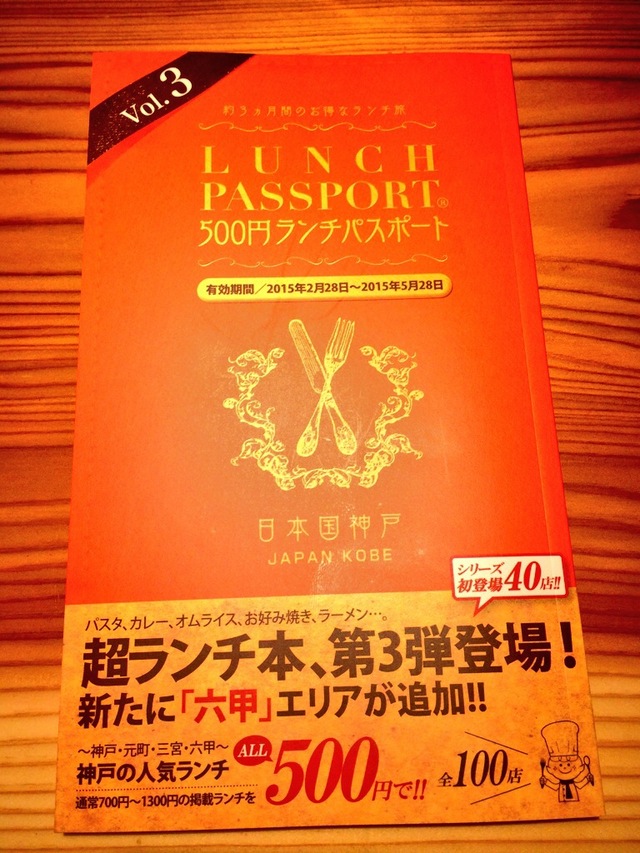 Vol.3
約3ヵ月間のお得なランチ旅
LUNCH
PASSPORT®
500円ランチパスポート
有効期間／2015年2月28日～2015年5月28日
日本国神戸
JAPAN KOBE
シリーズ
初登場40店!!
パスタ、カレー、オムライス、お好み焼き、ラーメン…。
超ランチ本、第3弾登場！
新たに「六甲」エリアが追加!!
～神戸・元町・三宮・六甲～
神戸の人気ランチ
通常700円～1300円の掲載ランチを
ALL
500円で!!
全100店